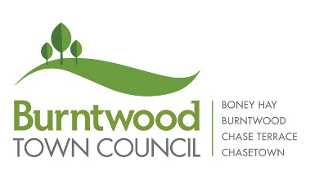 Burntwood
TOWN COUNCIL
BONEY HAY
BURNTWOOD
CHASE TERRACE
CHASETOWN